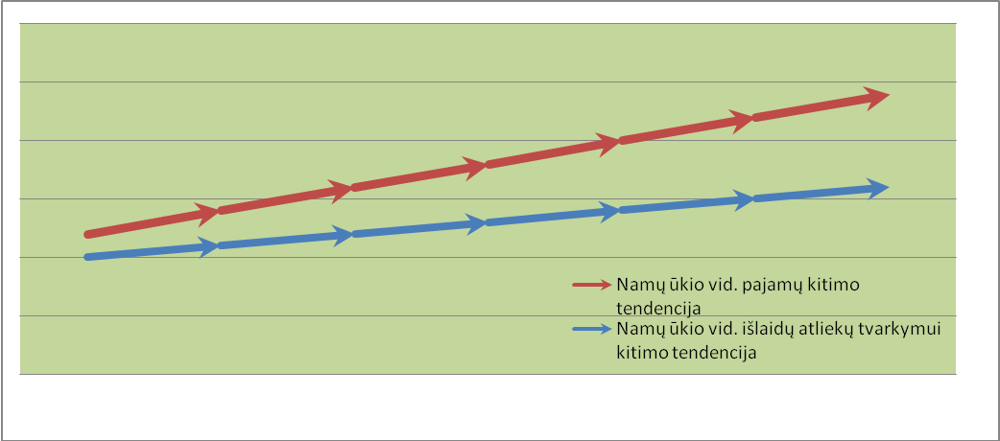 Namų ūkio vid. pajamų kitimo
tendencija
Namų ūkio vid. išlaidų atliekų tvarkymui
kitimo tendencija